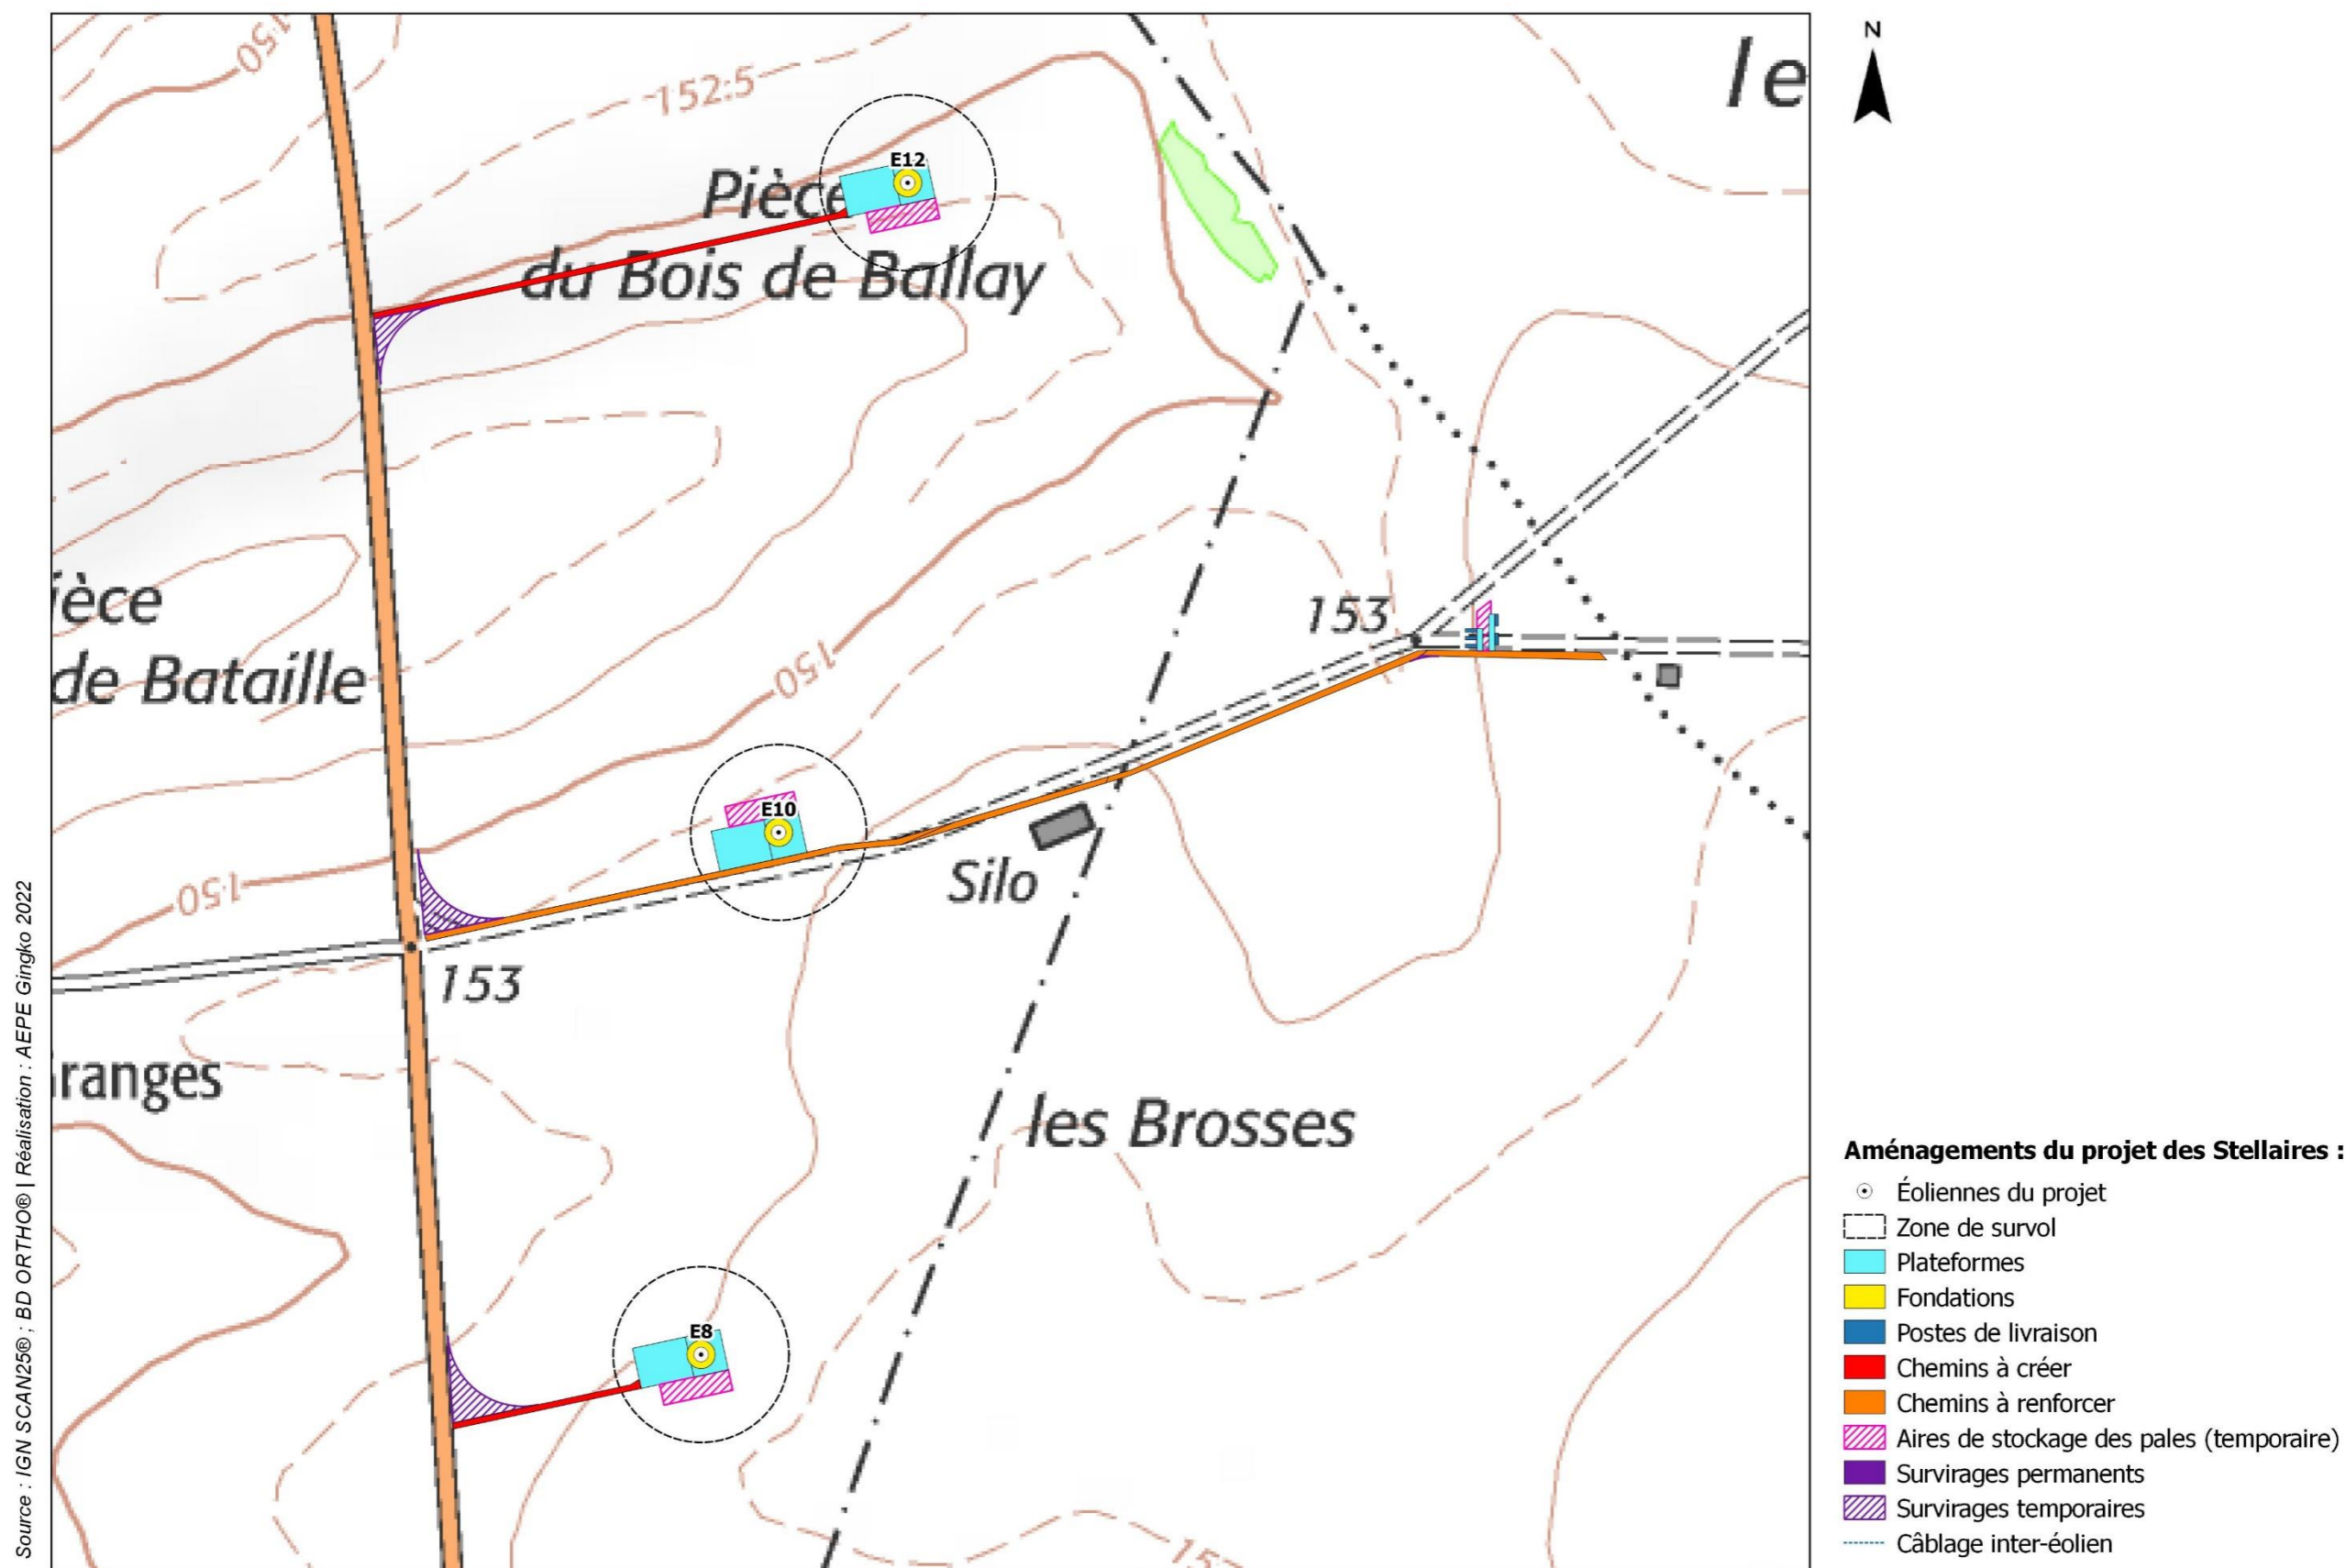 N
150
152.5
le
E12
Pièce
du Bois de Ballay
ièce
de Bataille
153
150
E10
Silo
150
153
ranges
les Brosses
E8
Source : IGN SCAN25® ; BD ORTHO® | Réalisation : AEPE Gingko 2022
Aménagements du projet des Stellaires :
Éoliennes du projet
Zone de survol
Plateformes
Fondations
Postes de livraison
Chemins à créer
Chemins à renforcer
Aires de stockage des pales (temporaire)
Survirages permanents
Survirages temporaires
Câblage inter-éolien